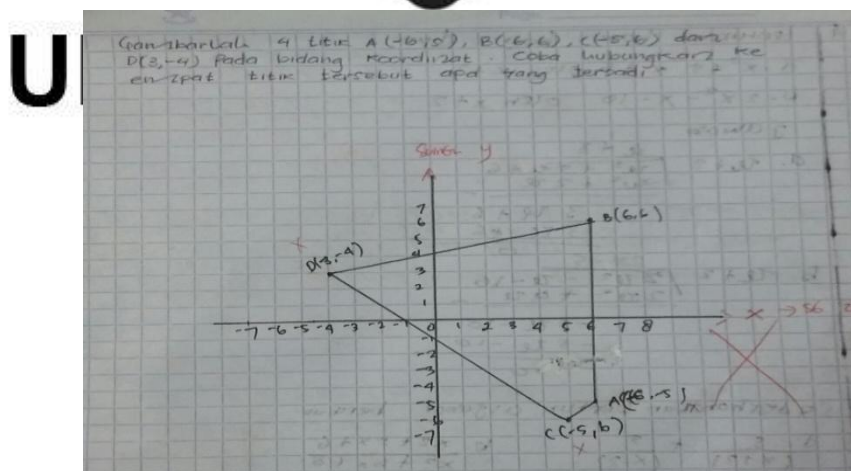 U
Gambarlah 4 titik A(-6,5), B(-6,6), C(-5,6) dan
D(3,-4) Pada bidang koordinat. Coba hubungkan ke
empat titik tersebut apa yang terjadi
Sumbu y
7
6
5
4
3
2
1
B(6,6)
D(-3,-4)
-7 -6 -5 -4 -3 -2 -1 0 1 2 3 4 5 6 7 8
x
-1
-2
-3
-4
-5
-6
-7
A(6,-5)
C(-5,6)